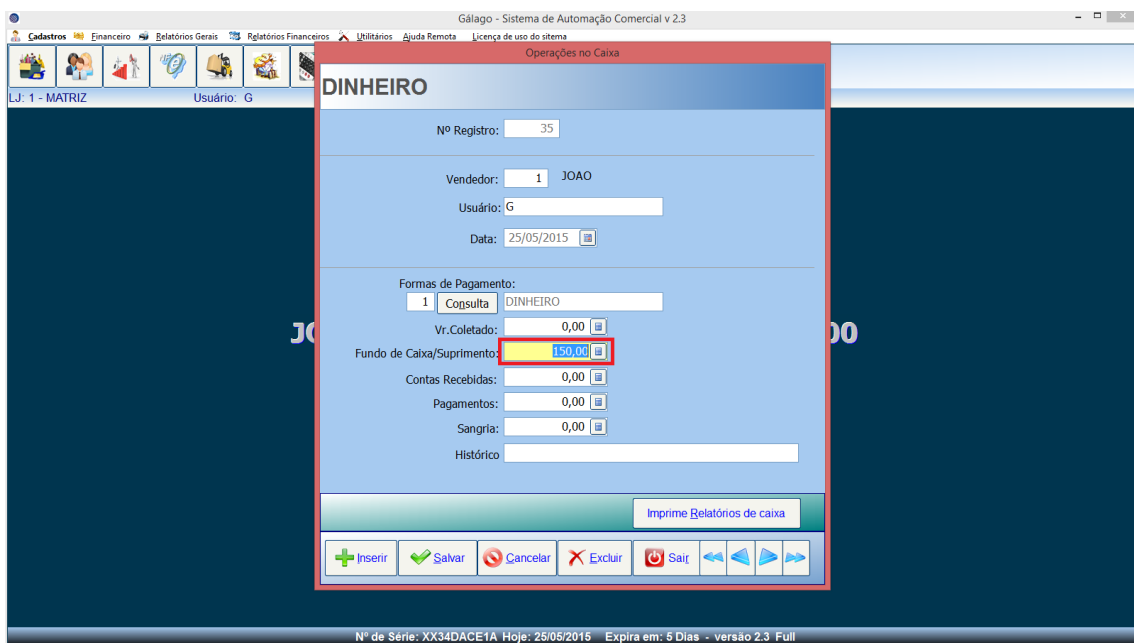 Gálago - Sistema de Automação Comercial v 2.3
Cadastros Financeiro Relatórios Gerais Relatórios Financeiros Utilitários Ajuda Remota Licença de uso do sitema
Operações no Caixa
LJ: 1 - MATRIZ Usuário: G
DINHEIRO
Nº Registro: 35
Vendedor: 1 JOAO
Usuário: G
Data: 25/05/2015
Formas de Pagamento:
1 Consulta DINHEIRO
Vr.Coletado: 0,00
JO 00
Fundo de Caixa/Suprimento: 150,00
Contas Recebidas: 0,00
Pagamentos: 0,00
Sangria: 0,00
Histórico
Imprime Relatórios de caixa
Inserir Salvar Cancelar Excluir Sair
Nº de Série: XX34DACE1A Hoje: 25/05/2015 Expira em: 5 Dias - versão 2.3 Full